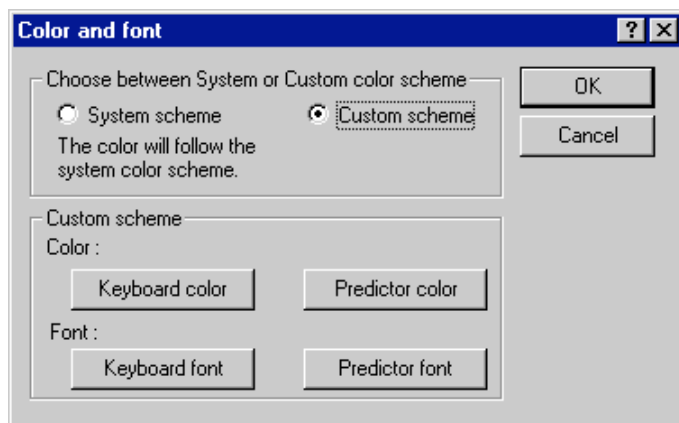 Color and font
Choose between System or Custom color scheme
System scheme
Custom scheme
The color will follow the
system color scheme.
OK
Cancel
Custom scheme
Color :
Keyboard color
Predictor color
Font :
Keyboard font
Predictor font